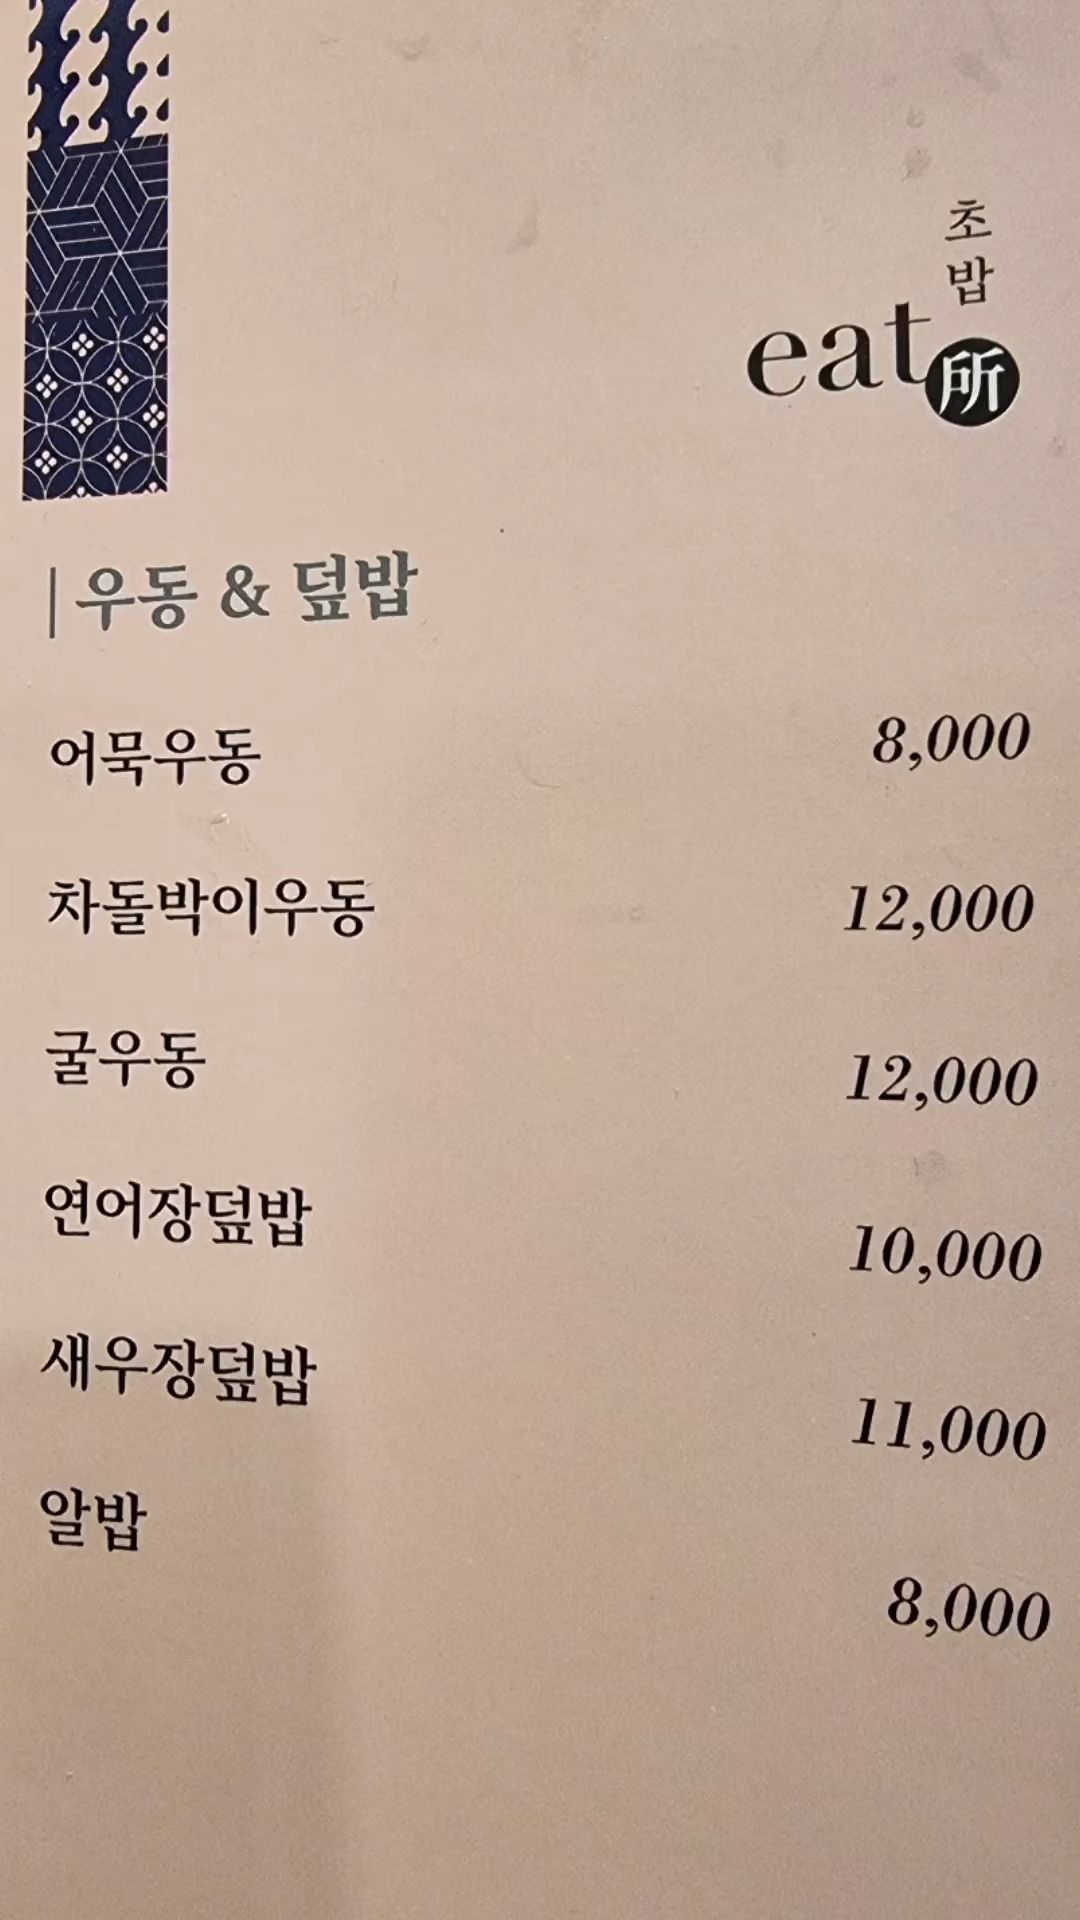 초밥
eat所
우동 & 덮밥
어묵우동 8,000
차돌박이우동 12,000
굴우동 12,000
연어장덮밥 10,000
새우장덮밥 11,000
알밥 8,000